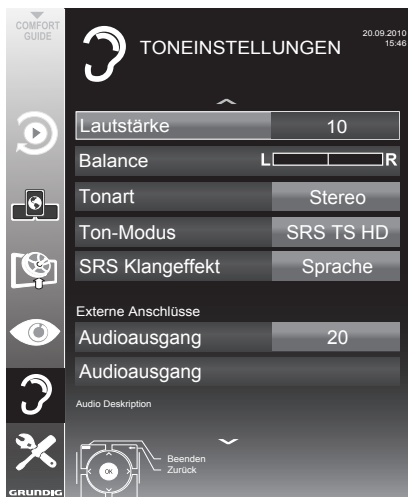 COMFORT
GUIDE
TONEINSTELLUNGEN
20.09.2010
15:46
Lautstärke 10
Balance L R
Tonart Stereo
Ton-Modus SRS TS HD
SRS Klangeffekt Sprache
Externe Anschlüsse
Audioausgang 20
Audioausgang
Audio Deskription
OK
Beenden
Zurück
GRUNDIG